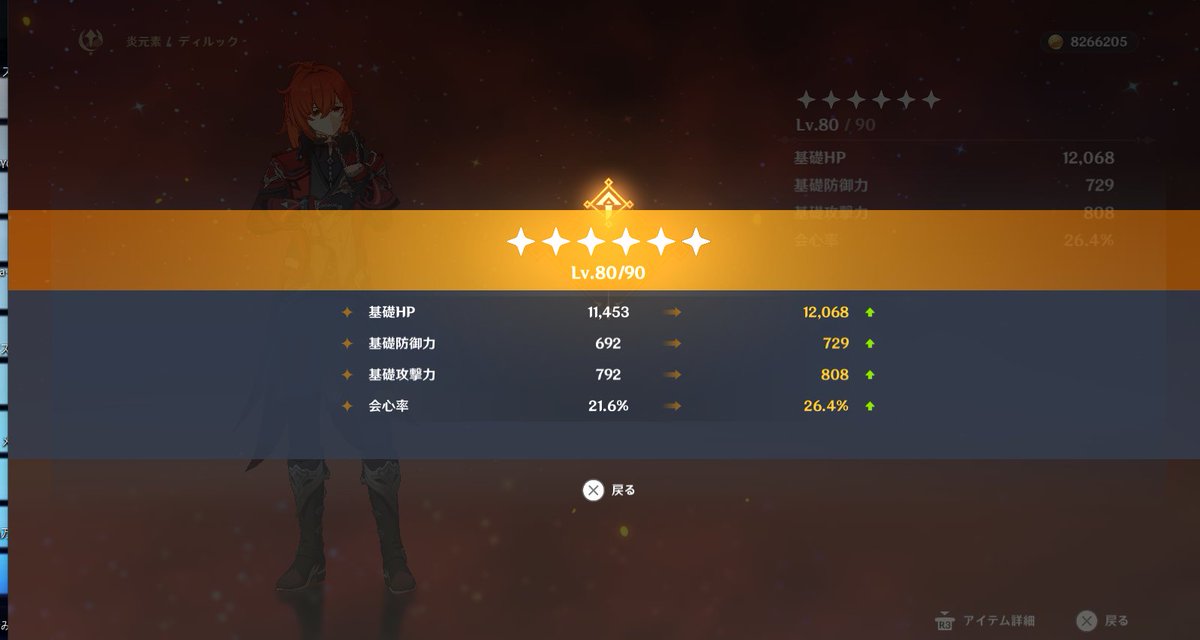 炎元素 / ディルック
8266205
Lv.80 / 90
基礎HP 12,068
基礎防御力 729
基礎攻撃力 808
会心率 26.4%
Lv.80/90
基礎HP 11,453 12,068
基礎防御力 692 729
基礎攻撃力 792 808
会心率 21.6% 26.4%
戻る
R3 アイテム詳細 戻る